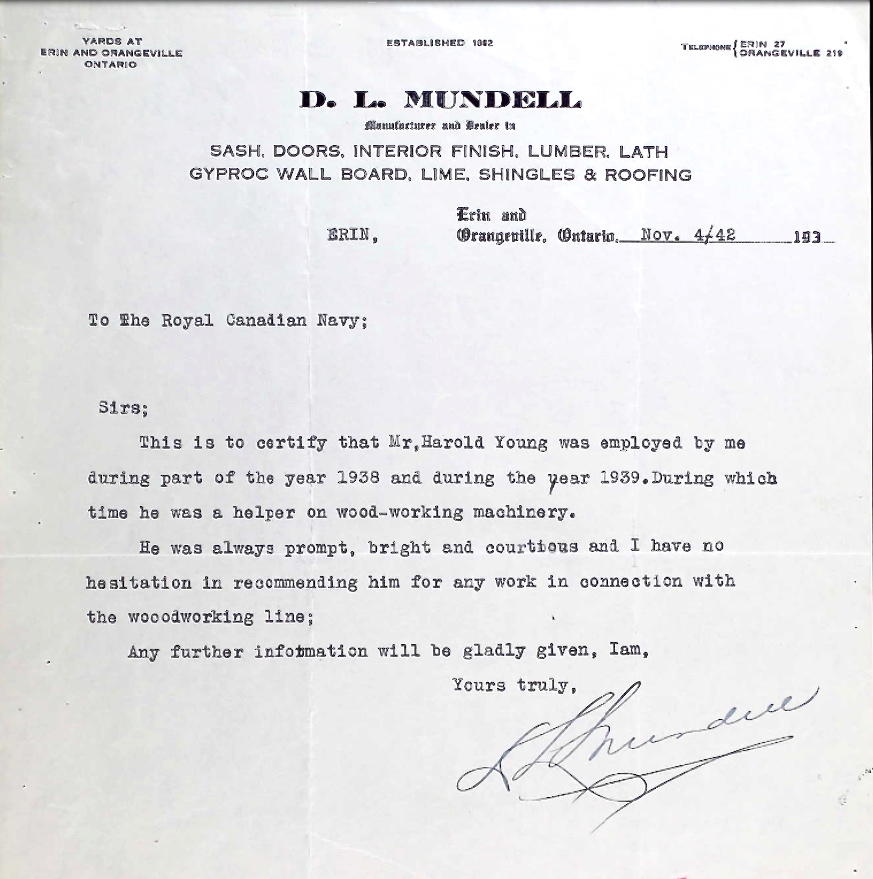 YARDS AT
ERIN AND ORANGEVILLE
ONTARIO
ESTABLISHED 1862
TELEPHONE { ERIN 27
ORANGEVILLE 219
D. L. MUNDELL
Manufacturer and Dealer in
SASH, DOORS, INTERIOR FINISH, LUMBER, LATH
GYPROC WALL BOARD, LIME, SHINGLES & ROOFING
Erin and
ERIN, Orangeville, Ontario, Nov. 4/42 193
To The Royal Canadian Navy;
Sirs;
This is to certify that Mr,Harold Young was employed by me
during part of the year 1938 and during the year 1939.During which
time he was a helper on wood-working machinery.
He was always prompt, bright and courtious and I have no
hesitation in recommending him for any work in connection with
the wooodworking line;
Any further infotmation will be gladly given, Iam,
Yours truly,
D L Mundell